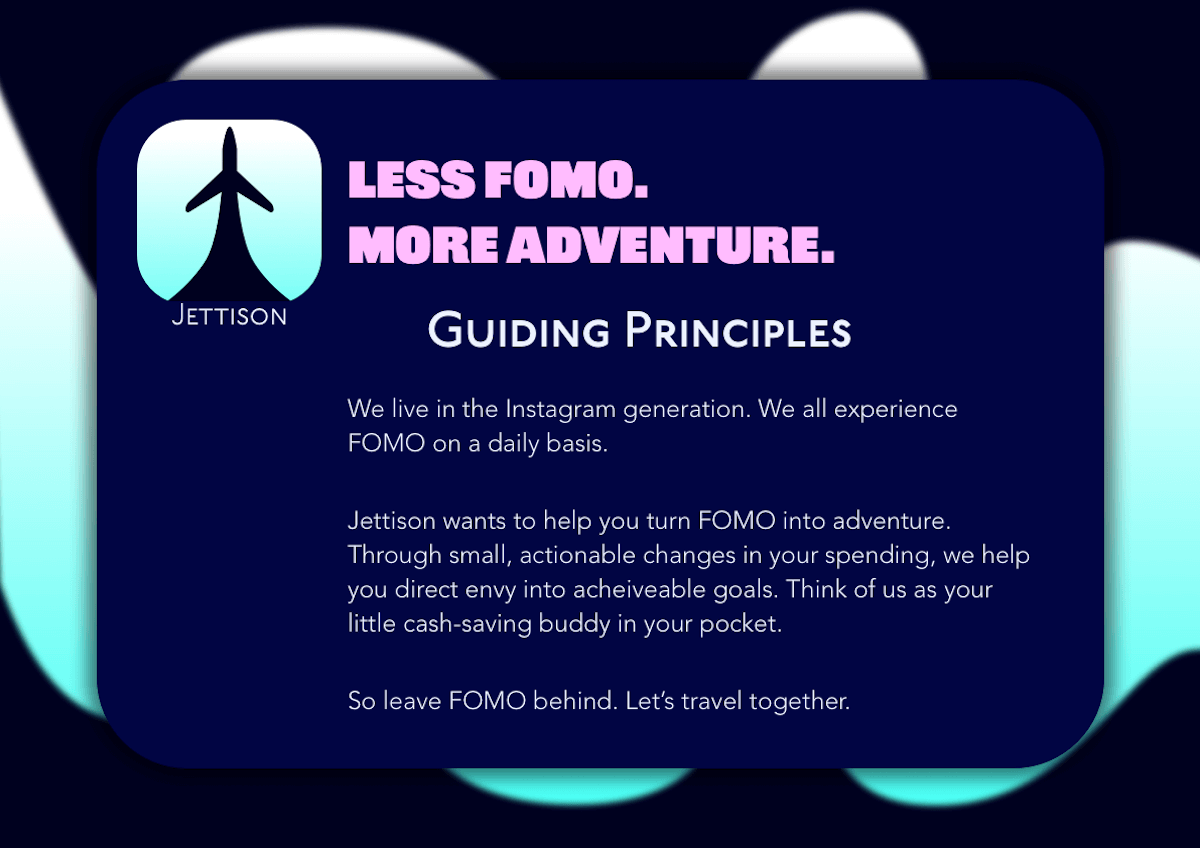 LESS FOMO.
MORE ADVENTURE.
JETTISON
GUIDING PRINCIPLES
We live in the Instagram generation. We all experience
FOMO on a daily basis.
Jettison wants to help you turn FOMO into adventure.
Through small, actionable changes in your spending, we help
you direct envy into acheiveable goals. Think of us as your
little cash-saving buddy in your pocket.
So leave FOMO behind. Let’s travel together.